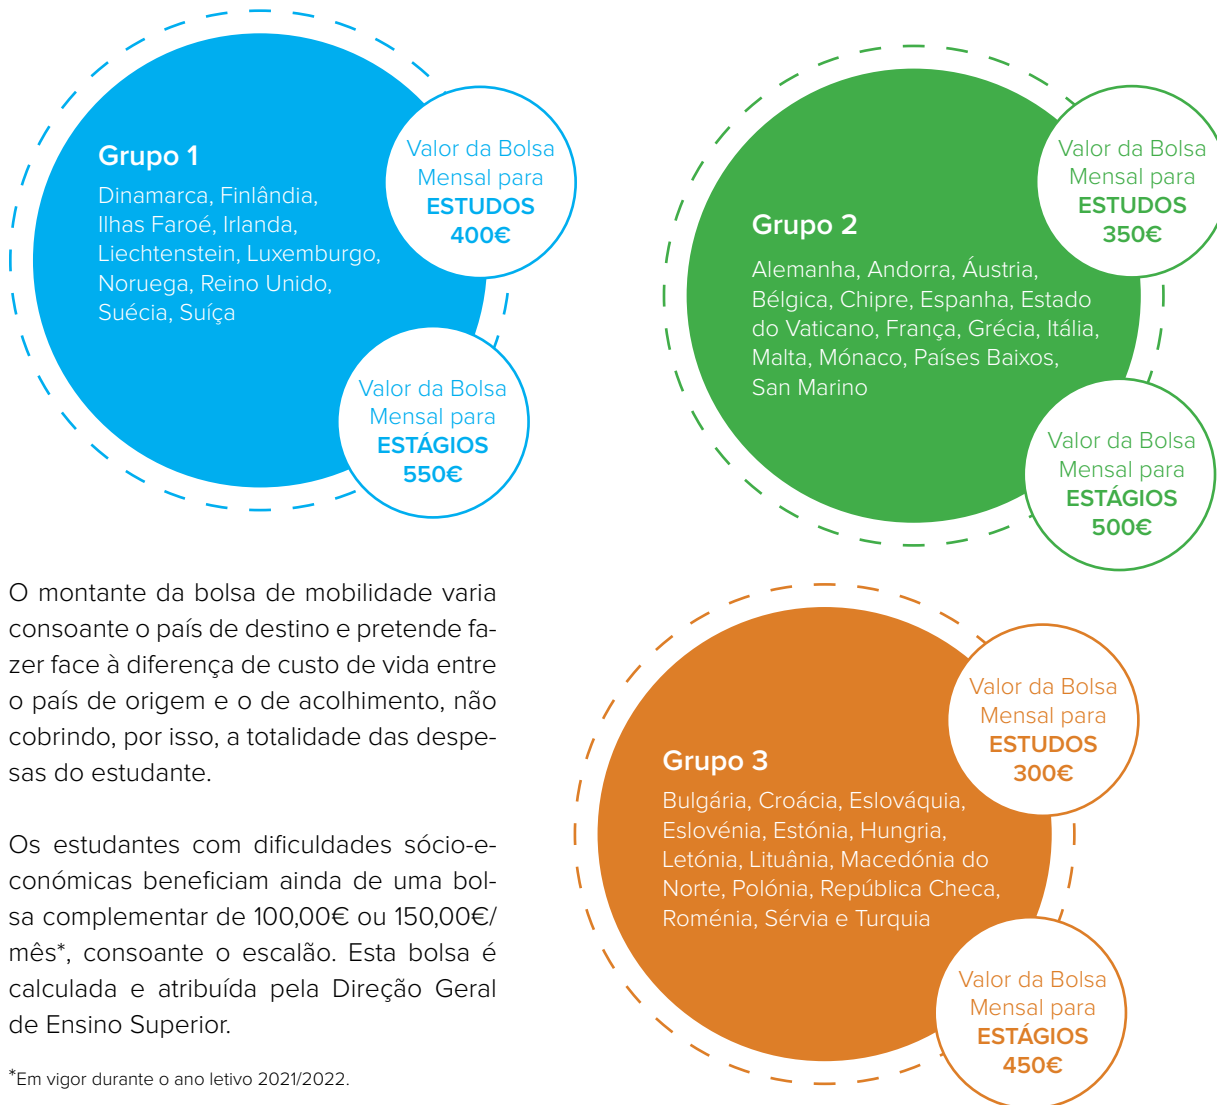 Grupo 1
Dinamarca, Finlândia,
Ilhas Faroé, Irlanda,
Liechtenstein, Luxemburgo,
Noruega, Reino Unido,
Suécia, Suíça
Valor da Bolsa
Mensal para
ESTUDOS
400€
Valor da Bolsa
Mensal para
ESTÁGIOS
550€
Grupo 2
Alemanha, Andorra, Áustria,
Bélgica, Chipre, Espanha, Estado
do Vaticano, França, Grécia, Itália,
Malta, Mónaco, Países Baixos,
San Marino
Valor da Bolsa
Mensal para
ESTUDOS
350€
Valor da Bolsa
Mensal para
ESTÁGIOS
500€
O montante da bolsa de mobilidade varia
consoante o país de destino e pretende fa-
zer face à diferença de custo de vida entre
o país de origem e o de acolhimento, não
cobrindo, por isso, a totalidade das despe-
sas do estudante.
Os estudantes com dificuldades sócio-e-
conómicas beneficiam ainda de uma bol-
sa complementar de 100,00€ ou 150,00€/
mês*, consoante o escalão. Esta bolsa é
calculada e atribuída pela Direção Geral
de Ensino Superior.
*Em vigor durante o ano letivo 2021/2022.
Grupo 3
Bulgária, Croácia, Eslováquia,
Eslovénia, Estónia, Hungria,
Letónia, Lituânia, Macedónia do
Norte, Polónia, República Checa,
Roménia, Sérvia e Turquia
Valor da Bolsa
Mensal para
ESTUDOS
300€
Valor da Bolsa
Mensal para
ESTÁGIOS
450€